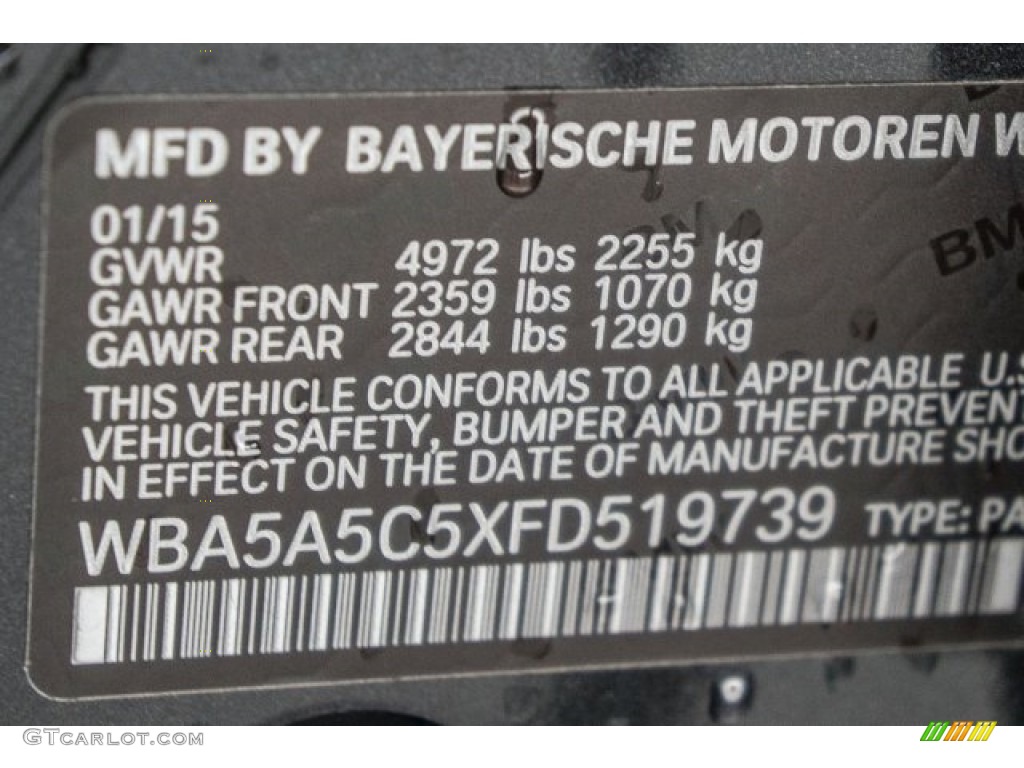 MFD BY BAYERISCHE MOTOREN W
01/15
GVWR 4972 lbs 2255 kg
GAWR FRONT 2359 lbs 1070 kg
GAWR REAR 2844 lbs 1290 kg
THIS VEHICLE CONFORMS TO ALL APPLICABLE U.S
VEHICLE SAFETY, BUMPER AND THEFT PREVENT
IN EFFECT ON THE DATE OF MANUFACTURE SHO
WBA5A5C5XFD519739 TYPE: PA
BM
GTCARLOT.COM